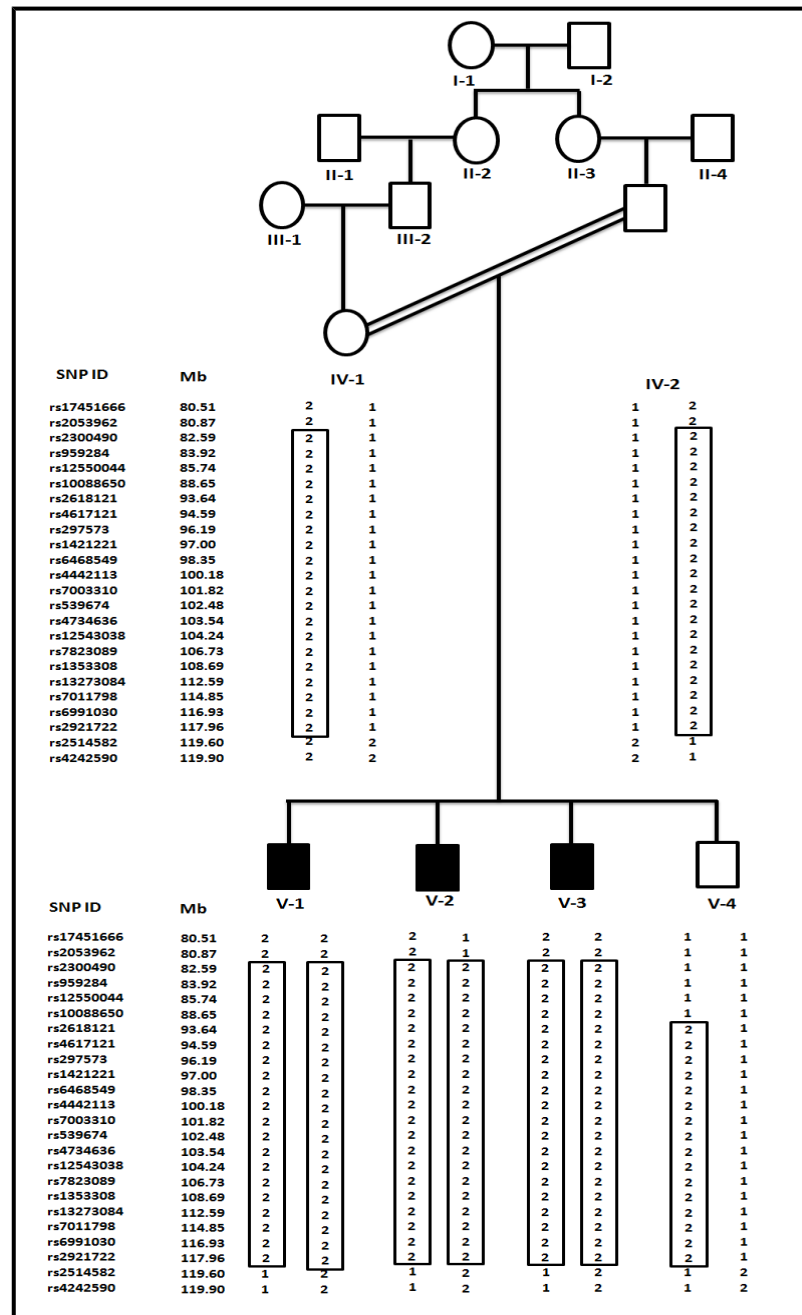 I-1 I-2
II-1 II-2 II-3 II-4
III-1 III-2
SNP ID Mb IV-1 IV-2
rs17451666 80.51 2 1 1 2
rs2053962 80.87 2 1 1 2
rs2300490 82.59 2 1 1 2
rs959284 83.92 2 1 1 2
rs12550044 85.74 2 1 1 2
rs10088650 88.65 2 1 1 2
rs2618121 93.64 2 1 1 2
rs4617121 94.59 2 1 1 2
rs297573 96.19 2 1 1 2
rs1421221 97.00 2 1 1 2
rs6468549 98.35 2 1 1 2
rs4442113 100.18 2 1 1 2
rs7003310 101.82 2 1 1 2
rs539674 102.48 2 1 1 2
rs4734636 103.54 2 1 1 2
rs12543038 104.24 2 1 1 2
rs7823089 106.73 2 1 1 2
rs1353308 108.69 2 1 1 2
rs13273084 112.59 2 1 1 2
rs7011798 114.85 2 1 1 2
rs6991030 116.93 2 1 1 2
rs2921722 117.96 2 1 1 2
rs2514582 119.60 2 2 2 1
rs4242590 119.90 2 2 2 1
SNP ID Mb V-1 V-2 V-3 V-4
rs17451666 80.51 2 2 2 1 2 2 1 1
rs2053962 80.87 2 2 2 1 2 2 1 1
rs2300490 82.59 2 2 2 2 2 2 1 1
rs959284 83.92 2 2 2 2 2 2 1 1
rs12550044 85.74 2 2 2 2 2 2 1 1
rs10088650 88.65 2 2 2 2 2 2 1 1
rs2618121 93.64 2 2 2 2 2 2 2 1
rs4617121 94.59 2 2 2 2 2 2 2 1
rs297573 96.19 2 2 2 2 2 2 2 1
rs1421221 97.00 2 2 2 2 2 2 2 1
rs6468549 98.35 2 2 2 2 2 2 2 1
rs4442113 100.18 2 2 2 2 2 2 2 1
rs7003310 101.82 2 2 2 2 2 2 2 1
rs539674 102.48 2 2 2 2 2 2 2 1
rs4734636 103.54 2 2 2 2 2 2 2 1
rs12543038 104.24 2 2 2 2 2 2 2 1
rs7823089 106.73 2 2 2 2 2 2 2 1
rs1353308 108.69 2 2 2 2 2 2 2 1
rs13273084 112.59 2 2 2 2 2 2 2 1
rs7011798 114.85 2 2 2 2 2 2 2 1
rs6991030 116.93 2 2 2 2 2 2 2 1
rs2921722 117.96 2 2 2 2 2 2 2 1
rs2514582 119.60 1 2 1 2 1 2 1 2
rs4242590 119.90 1 2 1 2 1 2 1 2